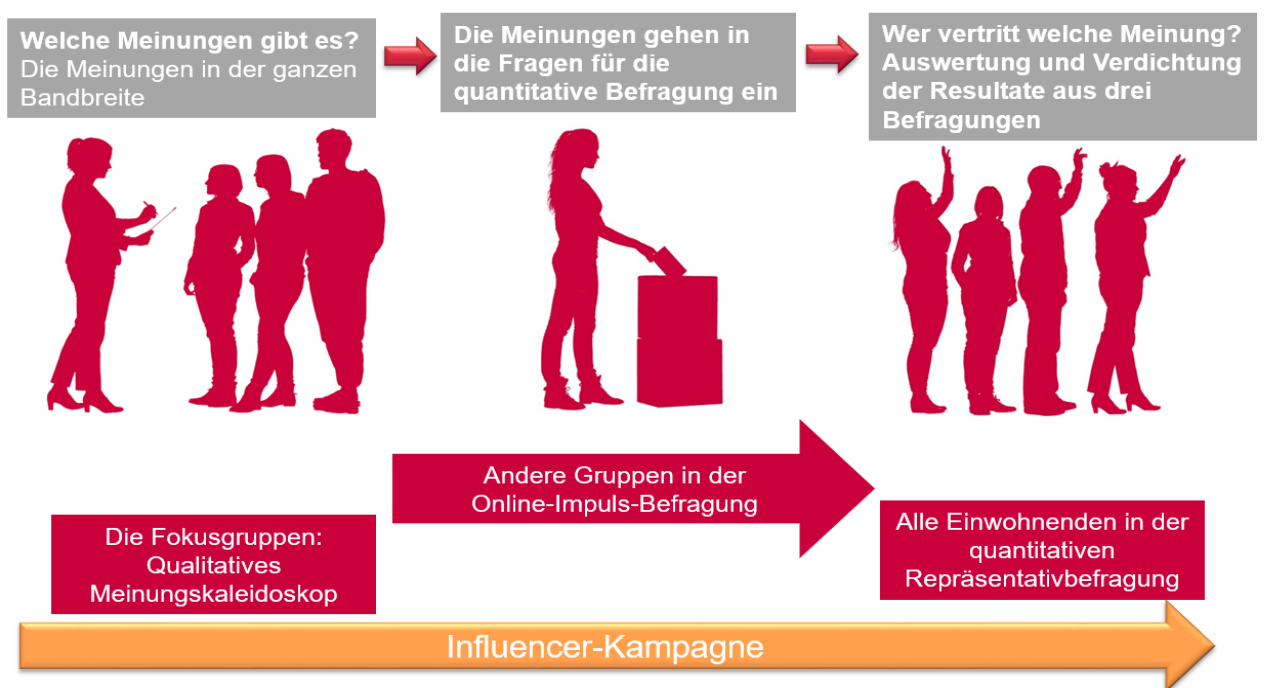 Welche Meinungen gibt es?
Die Meinungen in der ganzen
Bandbreite
Die Meinungen gehen in
die Fragen für die
quantitative Befragung ein
Wer vertritt welche Meinung?
Auswertung und Verdichtung
der Resultate aus drei
Befragungen
Andere Gruppen in der
Online-Impuls-Befragung
Die Fokusgruppen:
Qualitatives
Meinungskaleidoskop
Alle Einwohnenden in der
quantitativen
Repräsentativbefragung
Influencer-Kampagne